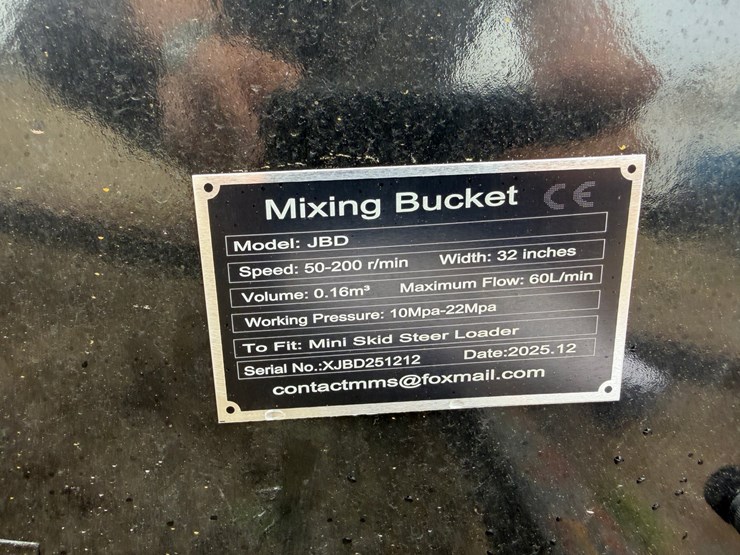 Mixing Bucket CE
Model: JBD
Speed: 50-200 r/min Width: 32 inches
Volume: 0.16m³ Maximum Flow: 60L/min
Working Pressure: 10Mpa-22Mpa
To Fit: Mini Skid Steer Loader
Serial No.:XJBD251212 Date:2025.12
contactmms@foxmail.com